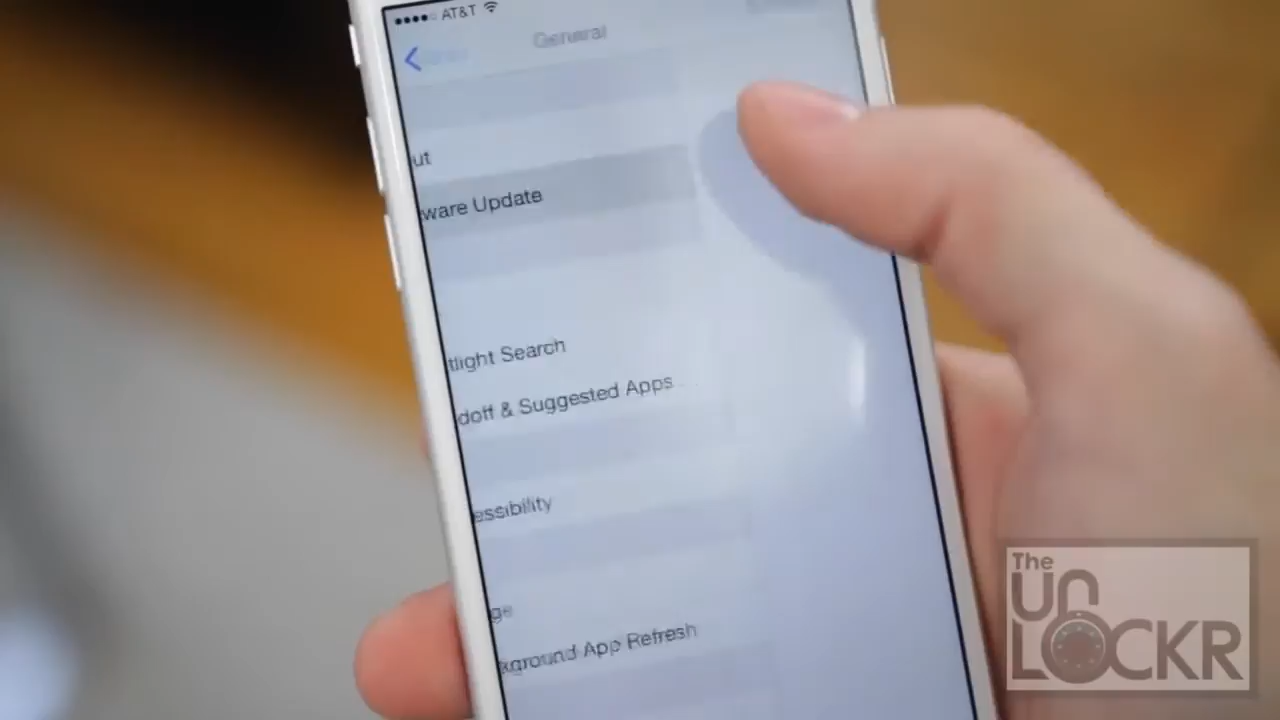 AT&T
General
ut
ware Update
tlight Search
doff & Suggested Apps
essibility
ge
kground App Refresh
The
UN
LOCKR